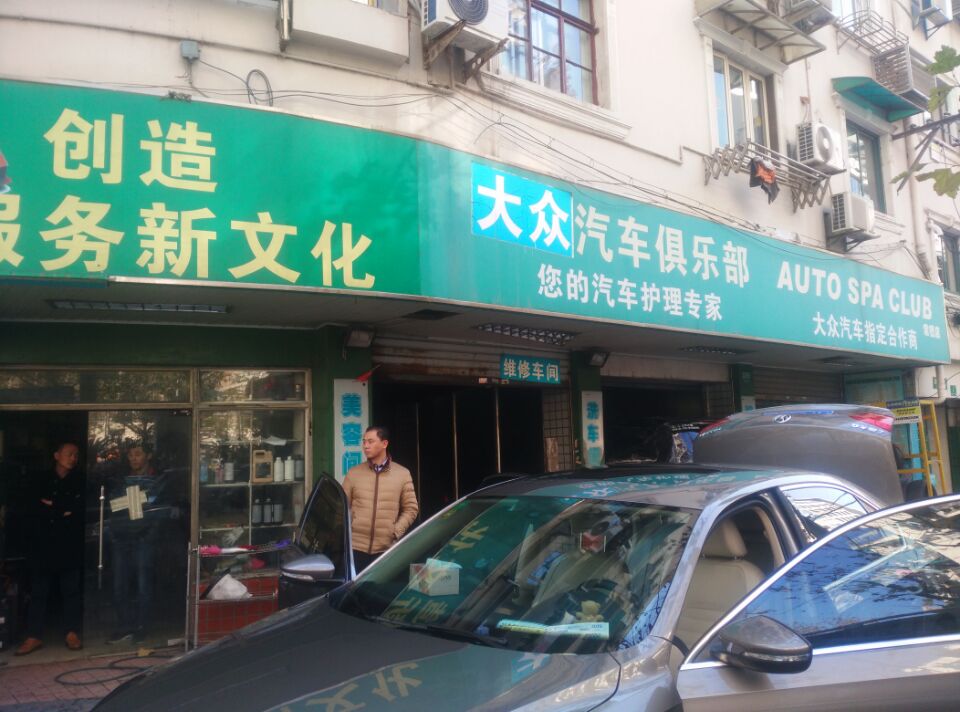 创造
服务新文化
大众汽车俱乐部
AUTO SPA CLUB
您的汽车护理专家
大众汽车指定合作商
维修车间
美容间
洗车